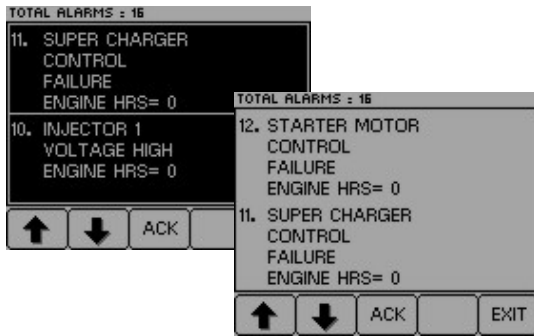 TOTAL ALARMS : 16
11. SUPER CHARGER
CONTROL
FAILURE
ENGINE HRS= 0
10. INJECTOR 1
VOLTAGE HIGH
ENGINE HRS= 0
ACK
TOTAL ALARMS : 16
12. STARTER MOTOR
CONTROL
FAILURE
ENGINE HRS= 0
11. SUPER CHARGER
CONTROL
FAILURE
ENGINE HRS= 0
ACK
EXIT